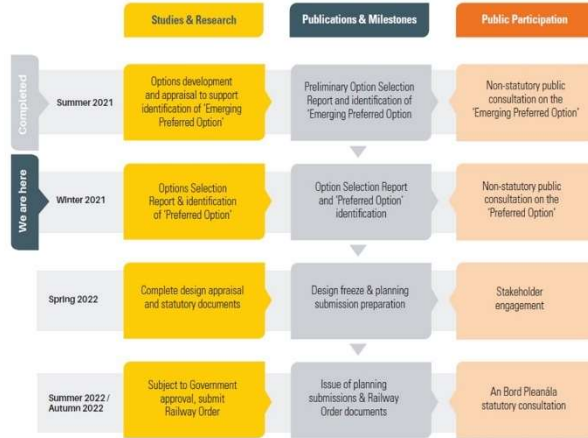 Studies & Research
Publications & Milestones
Public Participation
Completed
Summer 2021
Options development
and appraisal to support
identification of 'Emerging
Preferred Option'
Preliminary Option Selection
Report and identification of
'Emerging Preferred Option
Non-statutory public
consultation on the
'Emerging Preferred Option'
We are here
Winter 2021
Options Selection
Report & identification
of 'Preferred Option'
Option Selection Report
and 'Preferred Option'
identification
Non-statutory public
consultation on the
'Preferred Option'
Spring 2022
Complete design appraisal
and statutory documents
Design freeze & planning
submission preparation
Stakeholder
engagement
Summer 2022 /
Autumn 2022
Subject to Government
approval, submit
Railway Order
Issue of planning
submissions & Railway
Order documents
An Bord Pleanála
statutory consultation